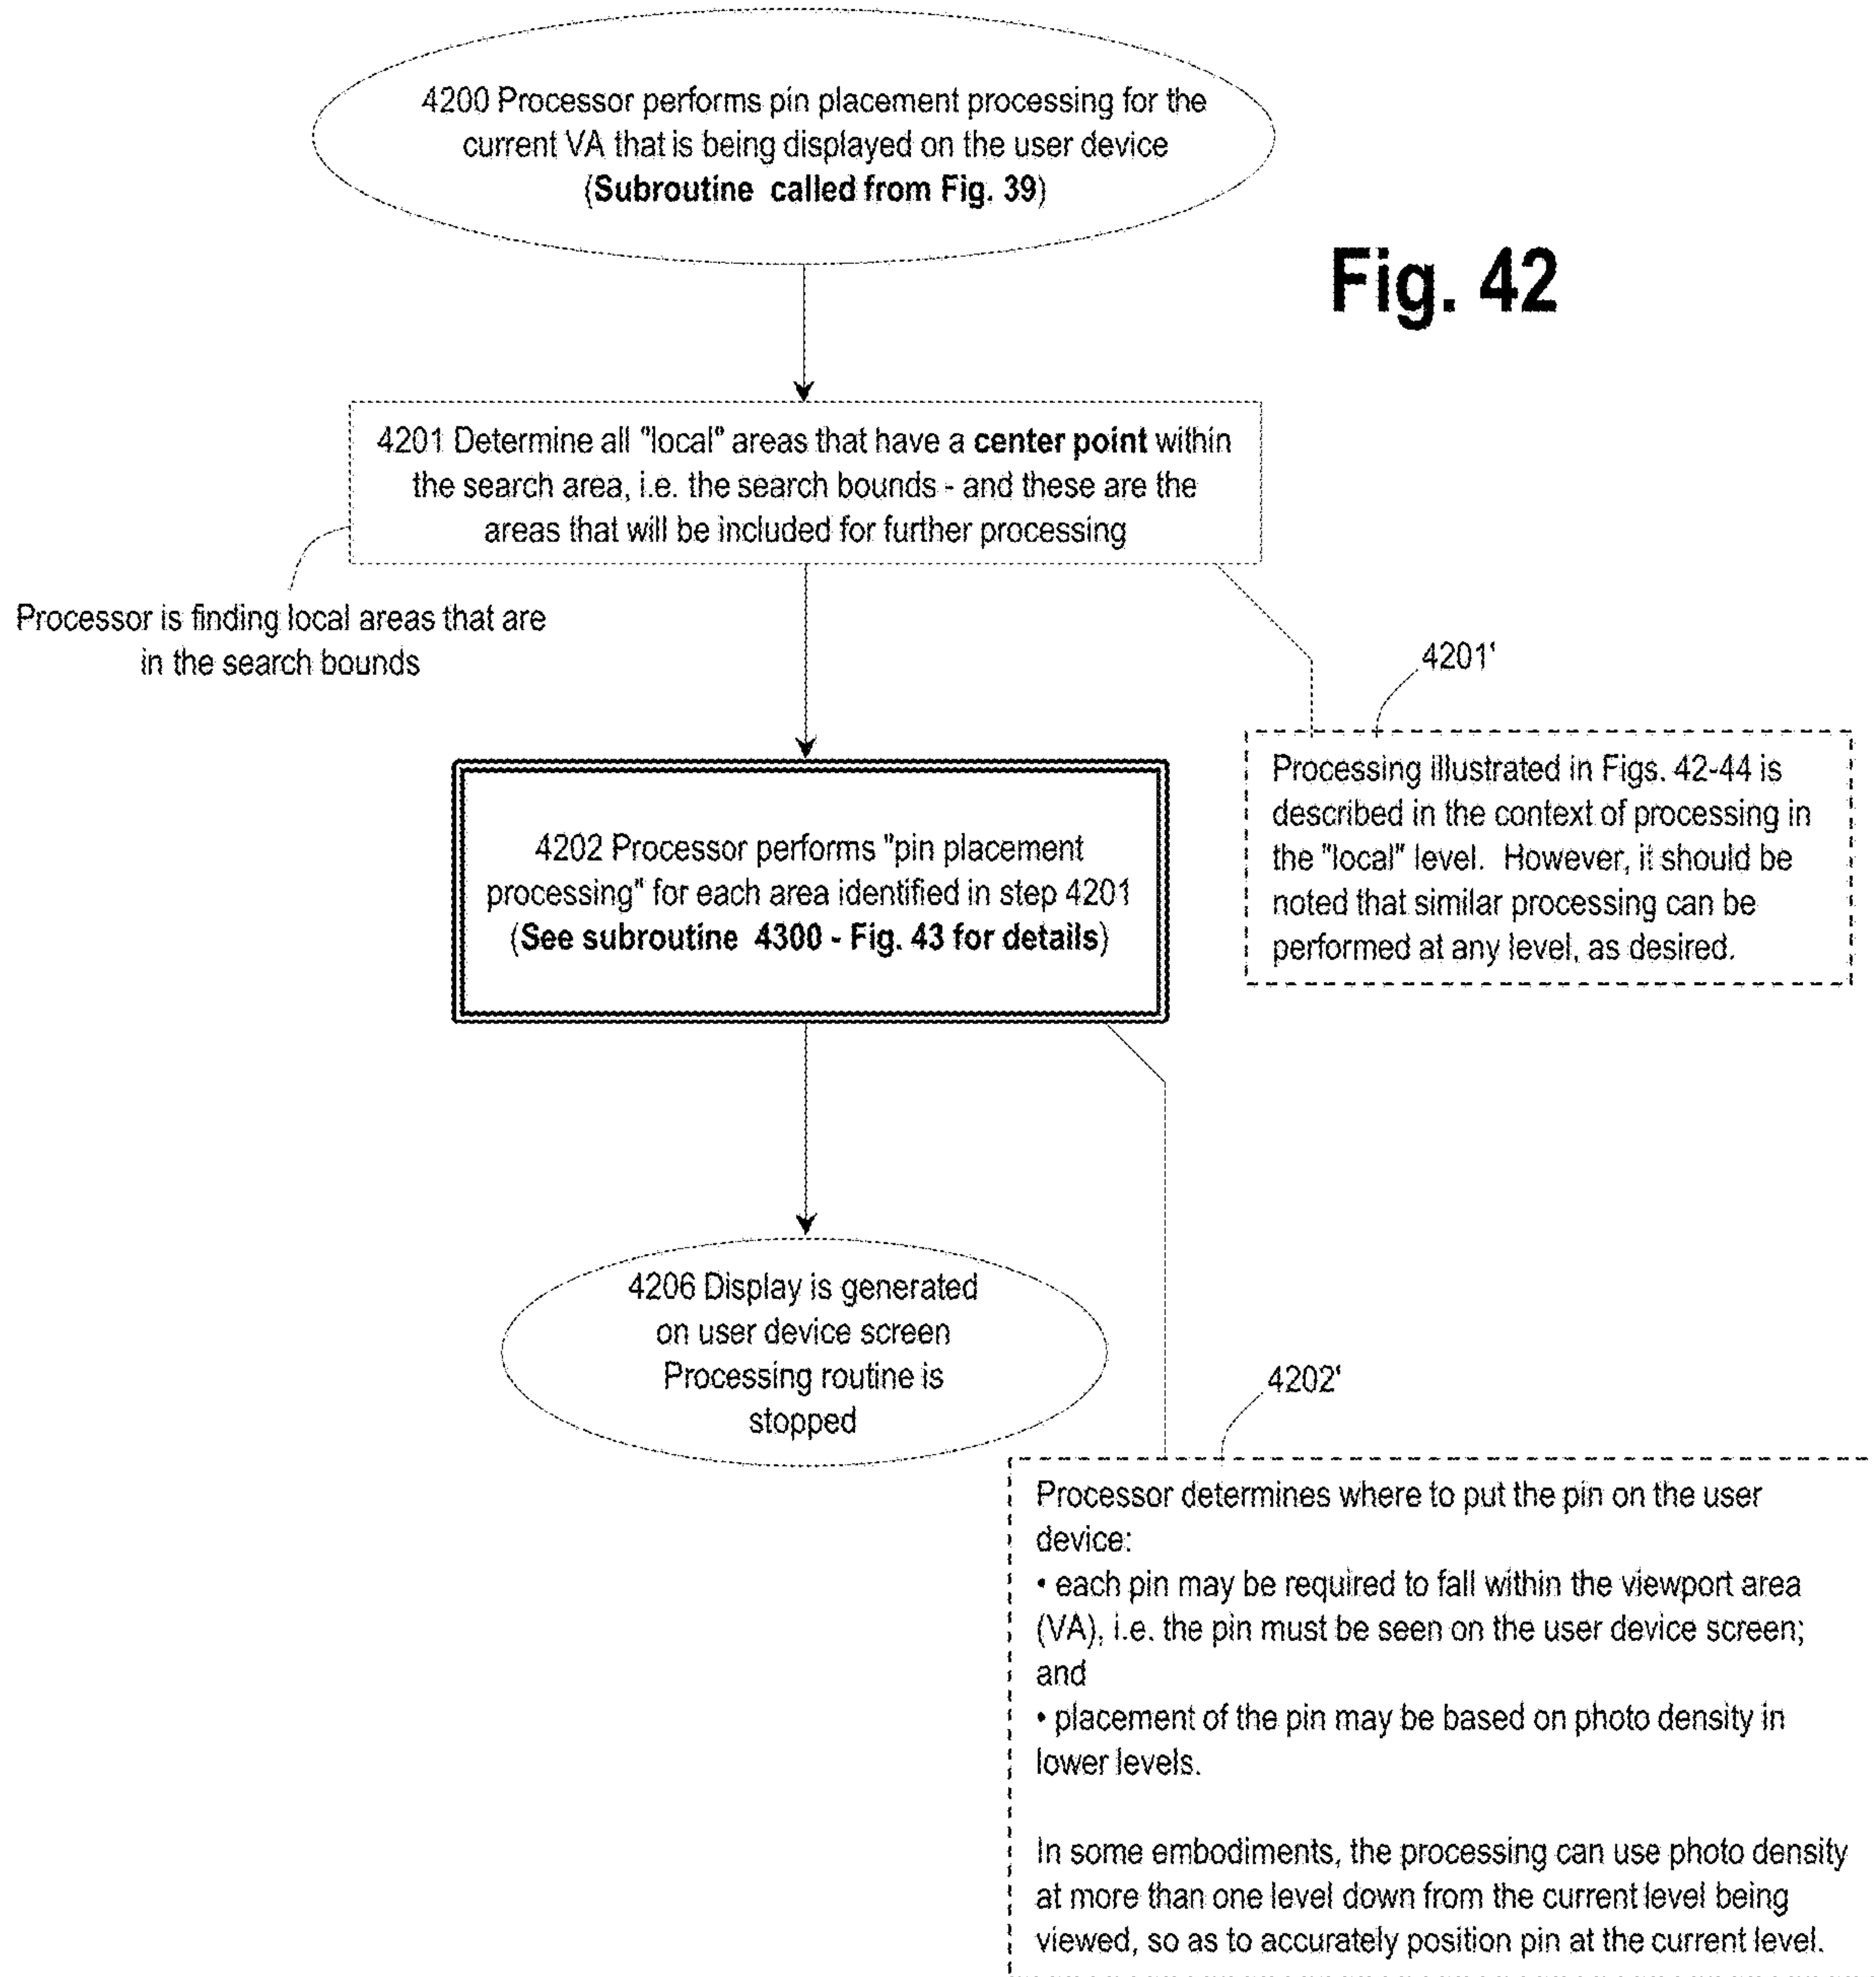 4200 Processor performs pin placement processing for the
current VA that is being displayed on the user device
(Subroutine called from Fig. 39)
Fig. 42
4201 Determine all "local" areas that have a center point within
the search area, i.e. the search bounds - and these are the
areas that will be included for further processing
Processor is finding local areas that are
in the search bounds
4201'
Processing illustrated in Figs. 42-44 is
described in the context of processing in
the "local" level. However, it should be
noted that similar processing can be
performed at any level, as desired.
4202 Processor performs "pin placement
processing" for each area identified in step 4201
(See subroutine 4300 - Fig. 43 for details)
4206 Display is generated
on user device screen
Processing routine is
stopped
4202'
Processor determines where to put the pin on the user
device:
• each pin may be required to fall within the viewport area
(VA), i.e. the pin must be seen on the user device screen;
and
• placement of the pin may be based on photo density in
lower levels.
In some embodiments, the processing can use photo density
at more than one level down from the current level being
viewed, so as to accurately position pin at the current level.